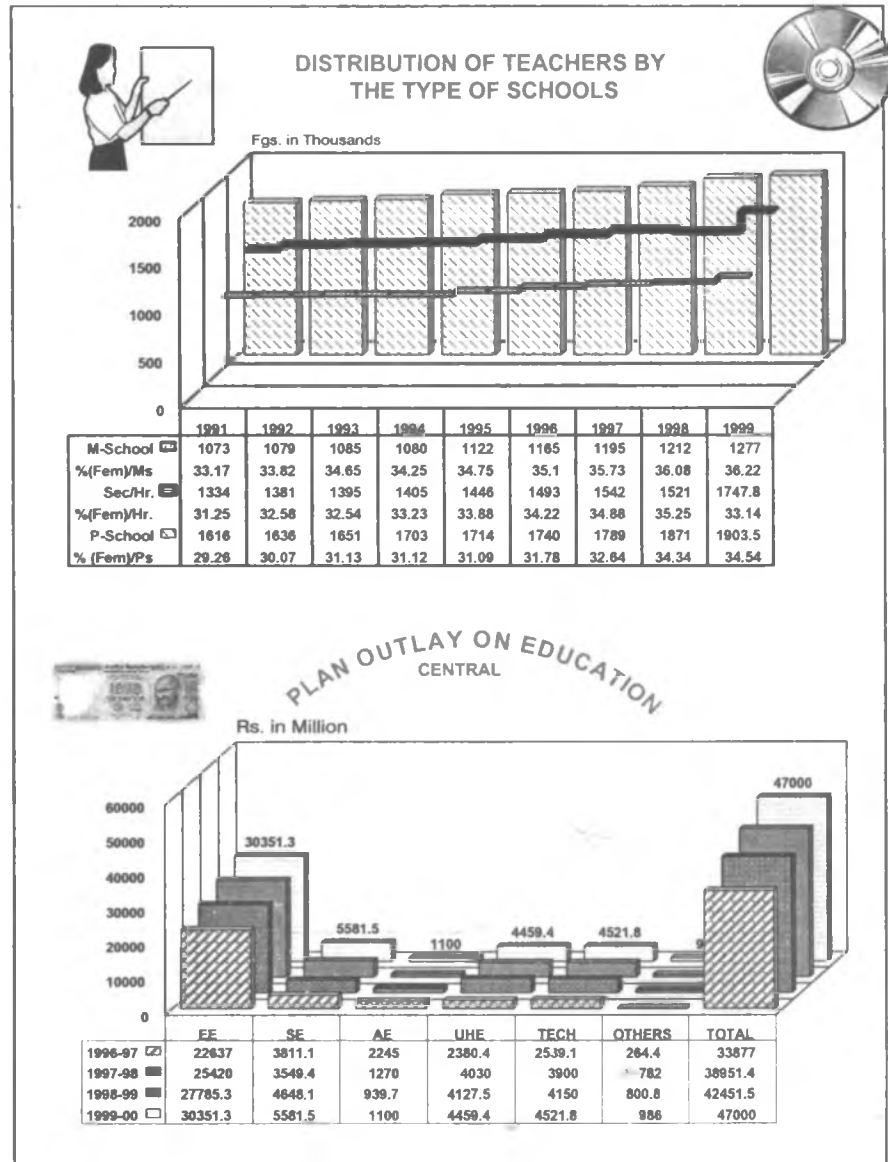 DISTRIBUTION OF TEACHERS BY
THE TYPE OF SCHOOLS
Fgs. in Thousands
2000
1500
1000
500
0
1991 1992 1993 1994 1995 1996 1997 1998 1999
M-School 1073 1079 1085 1080 1122 1165 1195 1212 1277
%(Fem)/Ms 33.17 33.82 34.65 34.25 34.75 35.1 35.73 36.08 36.22
Sec/Hr. 1334 1381 1395 1405 1446 1493 1542 1521 1747.8
%(Fem)/Hr. 31.25 32.58 32.54 33.23 33.88 34.22 34.88 35.25 33.14
P-School 1616 1636 1651 1703 1714 1740 1789 1871 1903.5
% (Fem)/Ps 29.26 30.07 31.13 31.12 31.09 31.78 32.64 34.34 34.54
PLAN OUTLAY ON EDUCATION
CENTRAL
Rs. in Million
60000
50000
40000
30000
20000
10000
0
30351.3
5581.5
1100
4459.4
4521.8
9
47000
EE SE AE UHE TECH OTHERS TOTAL
1996-97 22637 3811.1 2245 2380.4 2539.1 264.4 33877
1997-98 25420 3549.4 1270 4030 3900 782 38951.4
1998-99 27785.3 4648.1 939.7 4127.5 4150 800.8 42451.5
1999-00 30351.3 5581.5 1100 4459.4 4521.8 986 47000